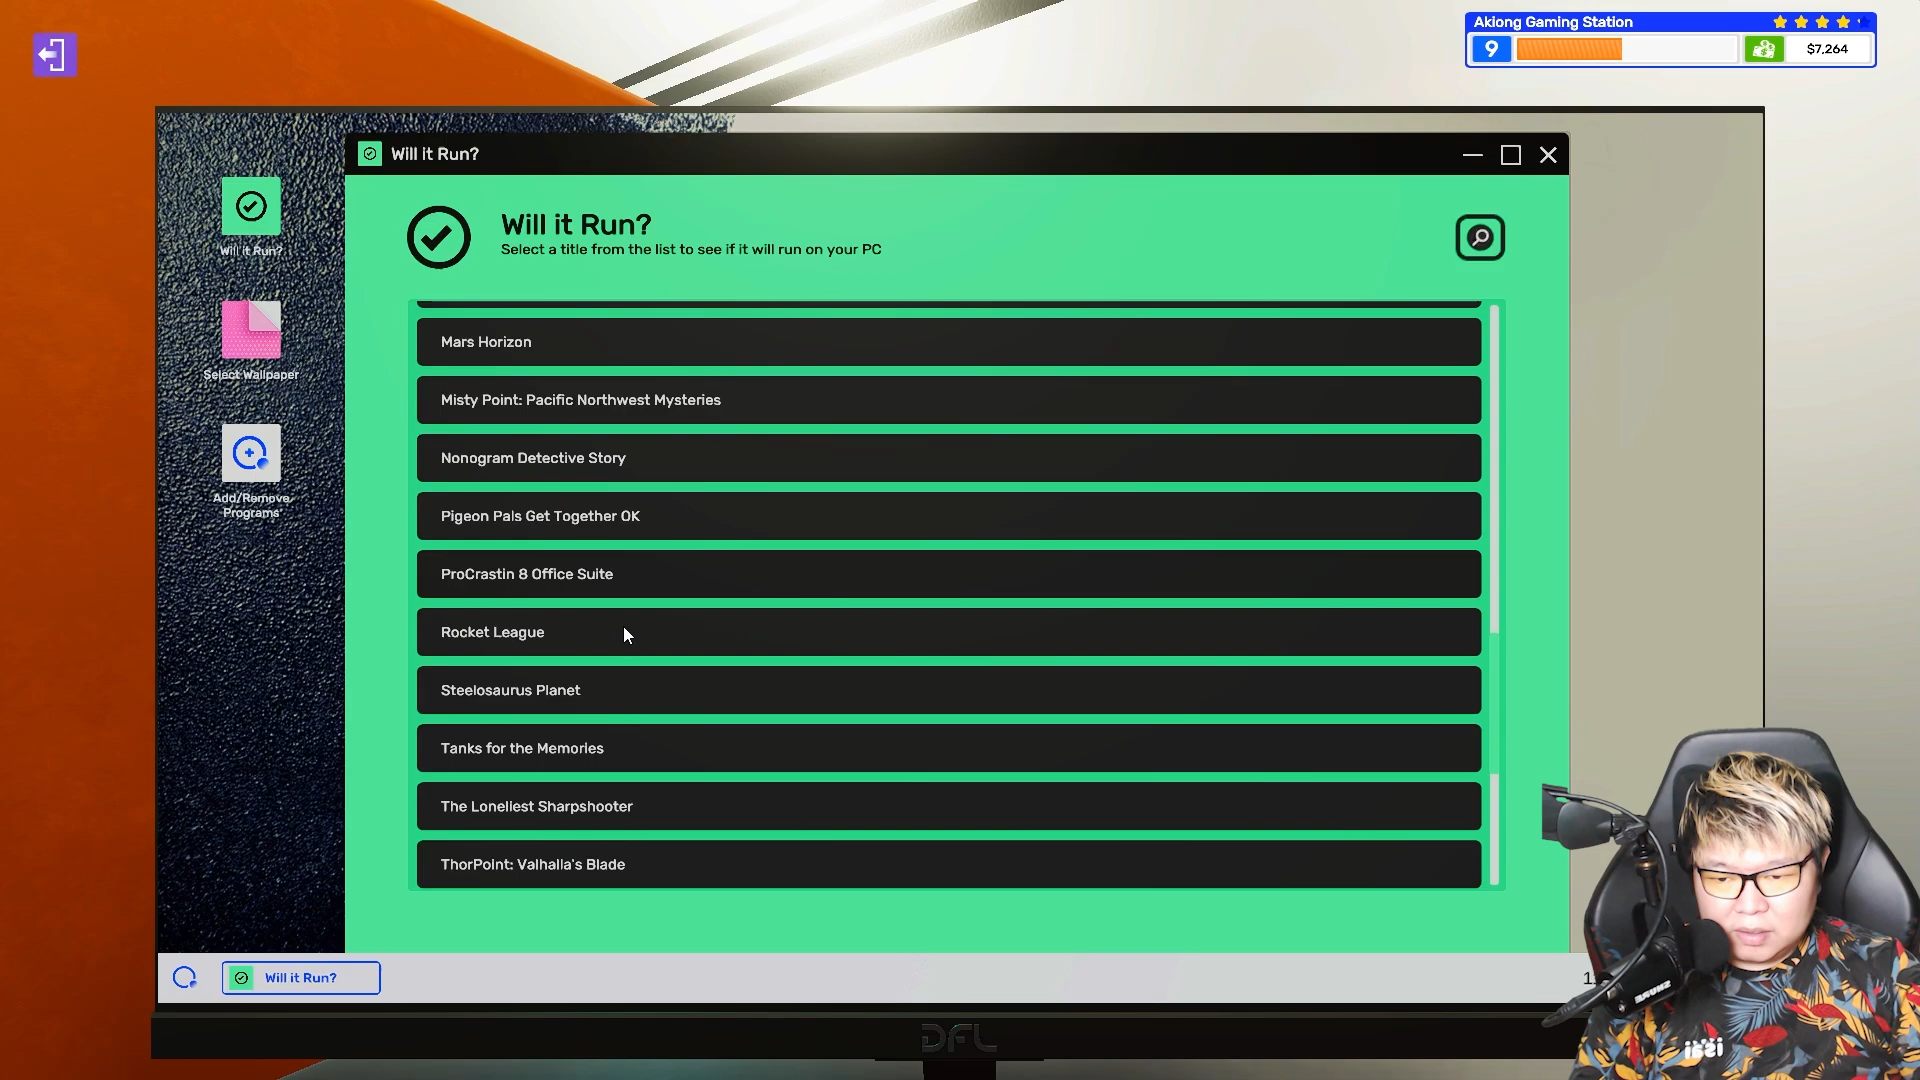 Akiong Gaming Station
9
$7,264
Will it Run?
Will it Run?
Select a title from the list to see if it will run on your PC
Will it Run?
Select Wallpaper
Add/Remove
Programs
Mars Horizon
Misty Point: Pacific Northwest Mysteries
Nonogram Detective Story
Pigeon Pals Get Together OK
ProCrastin 8 Office Suite
Rocket League
Steelosaurus Planet
Tanks for the Memories
The Loneliest Sharpshooter
ThorPoint: Valhalla's Blade
Will it Run?
DFL
SHURE